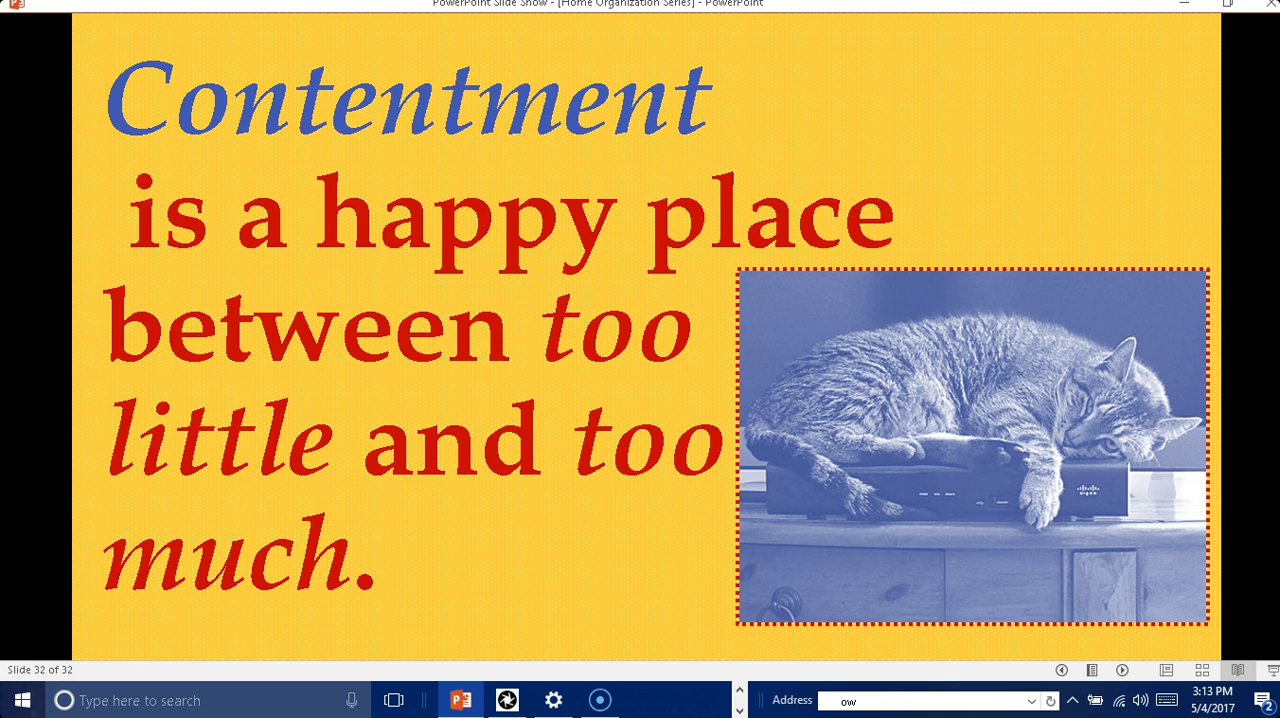 PowerPoint Slide Show - [Home Organization Series] - PowerPoint
Contentment
is a happy place
between too
little and too
much.
Slide 32 of 32
Type here to search
Address
ow
3:13 PM
5/4/2017
2